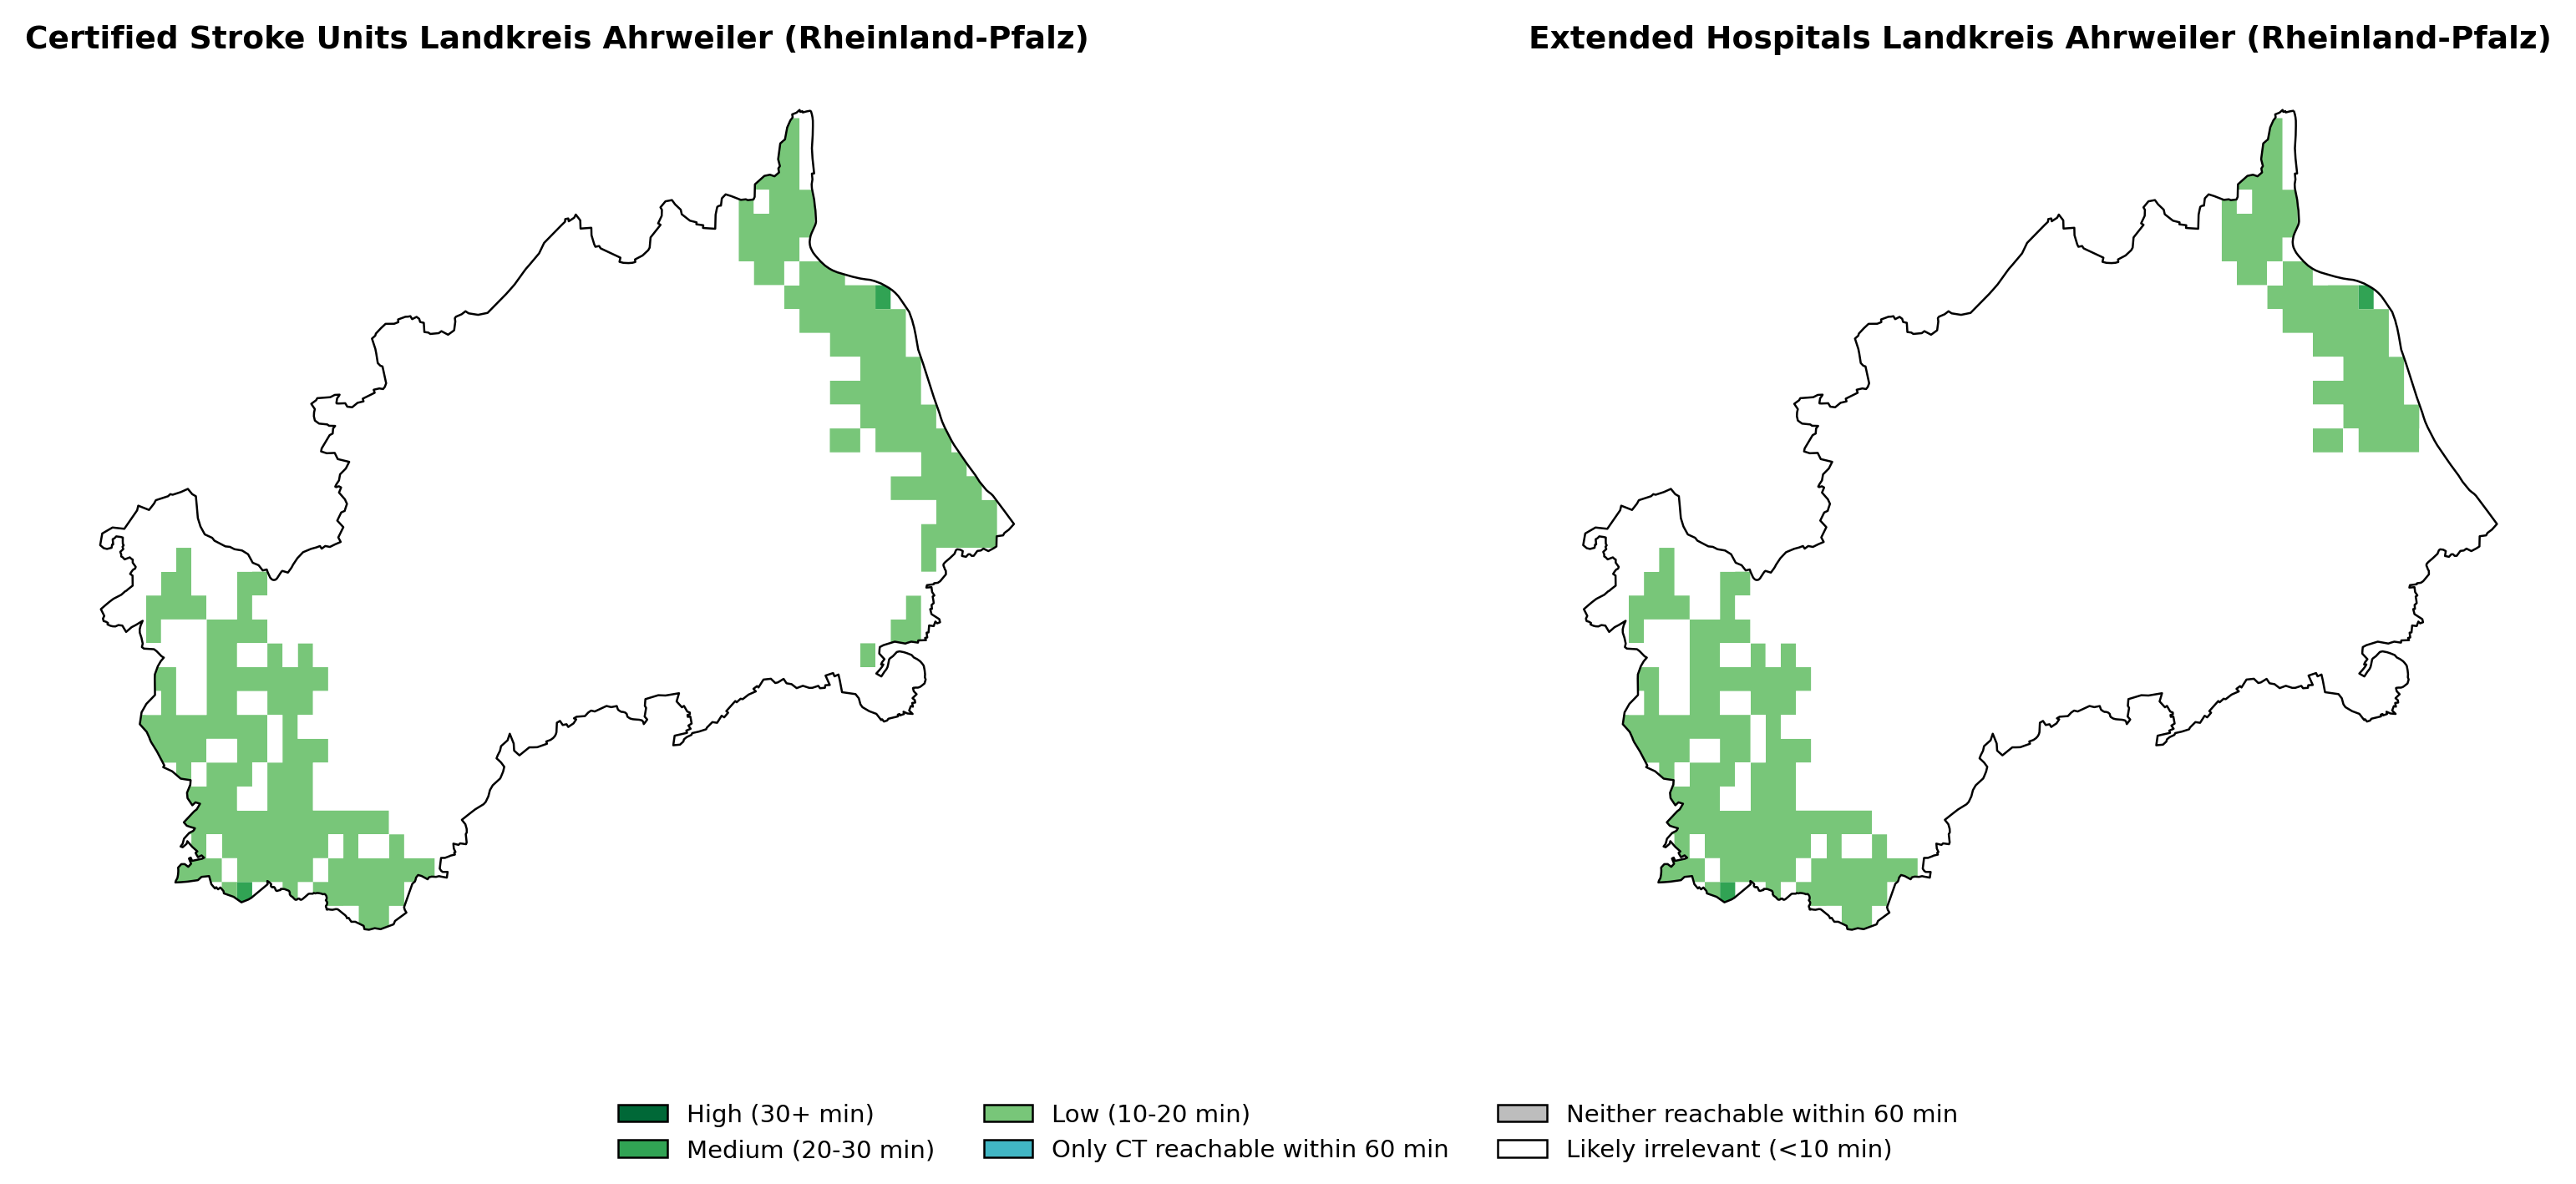 Certified Stroke Units Landkreis Ahrweiler (Rheinland-Pfalz)
Extended Hospitals Landkreis Ahrweiler (Rheinland-Pfalz)
High (30+ min)
Medium (20-30 min)
Low (10-20 min)
Only CT reachable within 60 min
Neither reachable within 60 min
Likely irrelevant (<10 min)